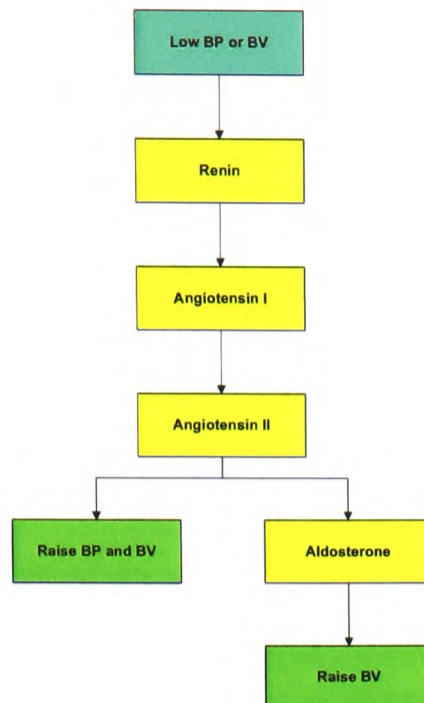 Low BP or BV
Renin
Angiotensin I
Angiotensin II
Raise BP and BV
Aldosterone
Raise BV